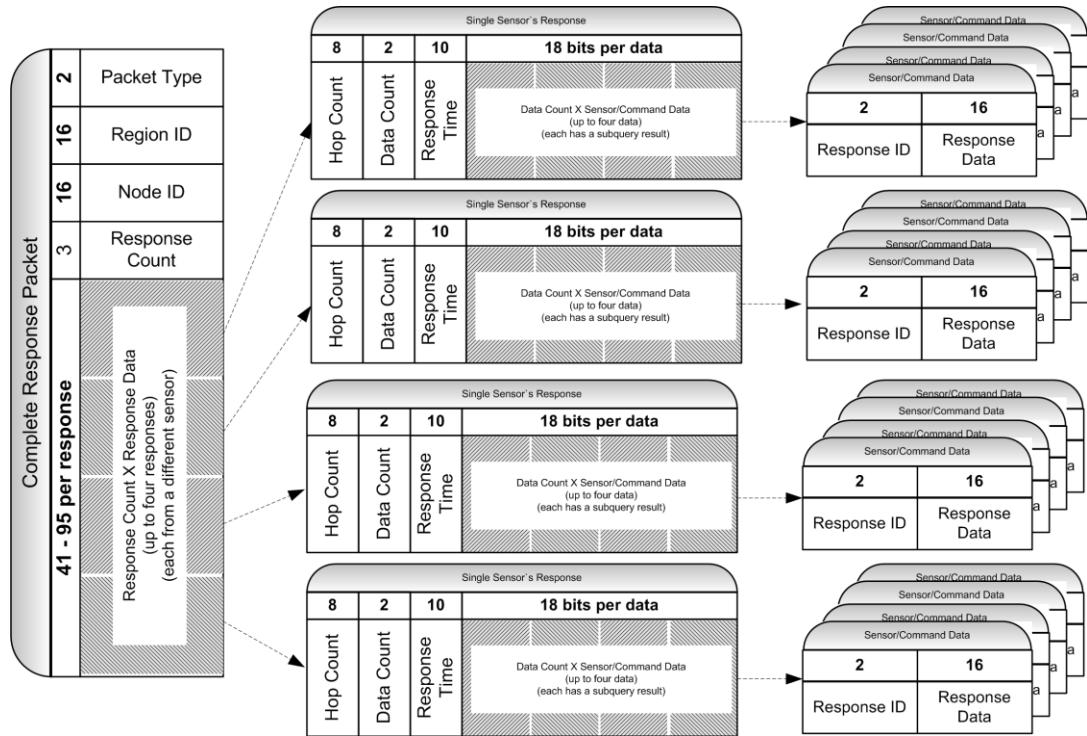 Complete Response Packet
2
Packet Type
16
Region ID
16
Node ID
3
Response
Count
41 - 95 per response
Response Count X Response Data
(up to four responses)
(each from a different sensor)
Single Sensor`s Response
8
2
10
18 bits per data
Hop Count
Data Count
Response
Time
Data Count X Sensor/Command Data
(up to four data)
(each has a subquery result)
Sensor/Command Data
Sensor/Command Data
Sensor/Command Data
Sensor/Command Data
2
16
Response ID
Response
Data
a
a
a
Single Sensor`s Response
8
2
10
18 bits per data
Hop Count
Data Count
Response
Time
Data Count X Sensor/Command Data
(up to four data)
(each has a subquery result)
Sensor/Command Data
Sensor/Command Data
Sensor/Command Data
Sensor/Command Data
2
16
Response ID
Response
Data
a
a
a
Single Sensor`s Response
8
2
10
18 bits per data
Hop Count
Data Count
Response
Time
Data Count X Sensor/Command Data
(up to four data)
(each has a subquery result)
Sensor/Command Data
Sensor/Command Data
Sensor/Command Data
Sensor/Command Data
2
16
Response ID
Response
Data
a
a
a
Single Sensor`s Response
8
2
10
18 bits per data
Hop Count
Data Count
Response
Time
Data Count X Sensor/Command Data
(up to four data)
(each has a subquery result)
Sensor/Command Data
Sensor/Command Data
Sensor/Command Data
Sensor/Command Data
2
16
Response ID
Response
Data
a
a
a